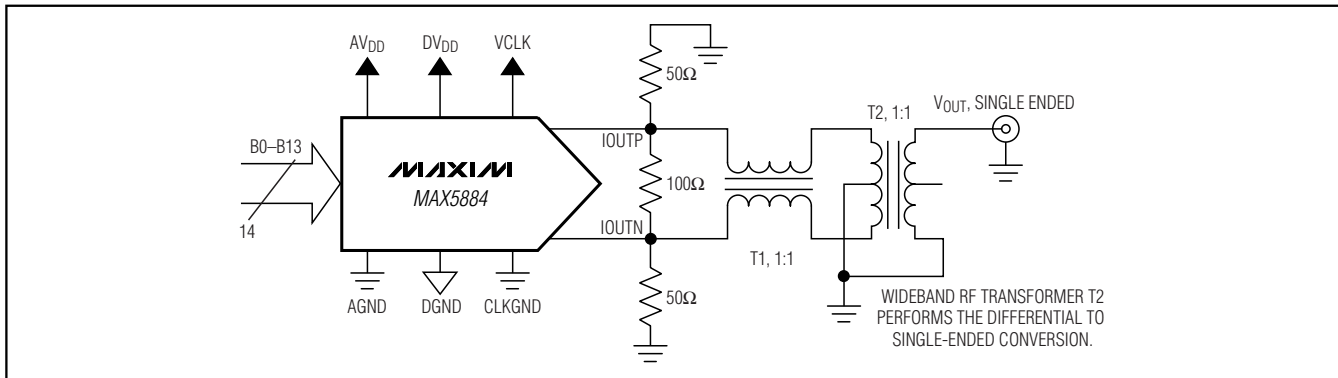 AVDD DVDD VCLK
50Ω
T2, 1:1
VOUT, SINGLE ENDED
IOUTP
B0–B13
MAXIM
MAX5884
100Ω
14
IOUTN
T1, 1:1
50Ω
AGND DGND CLKGND
WIDEBAND RF TRANSFORMER T2
PERFORMS THE DIFFERENTIAL TO
SINGLE-ENDED CONVERSION.